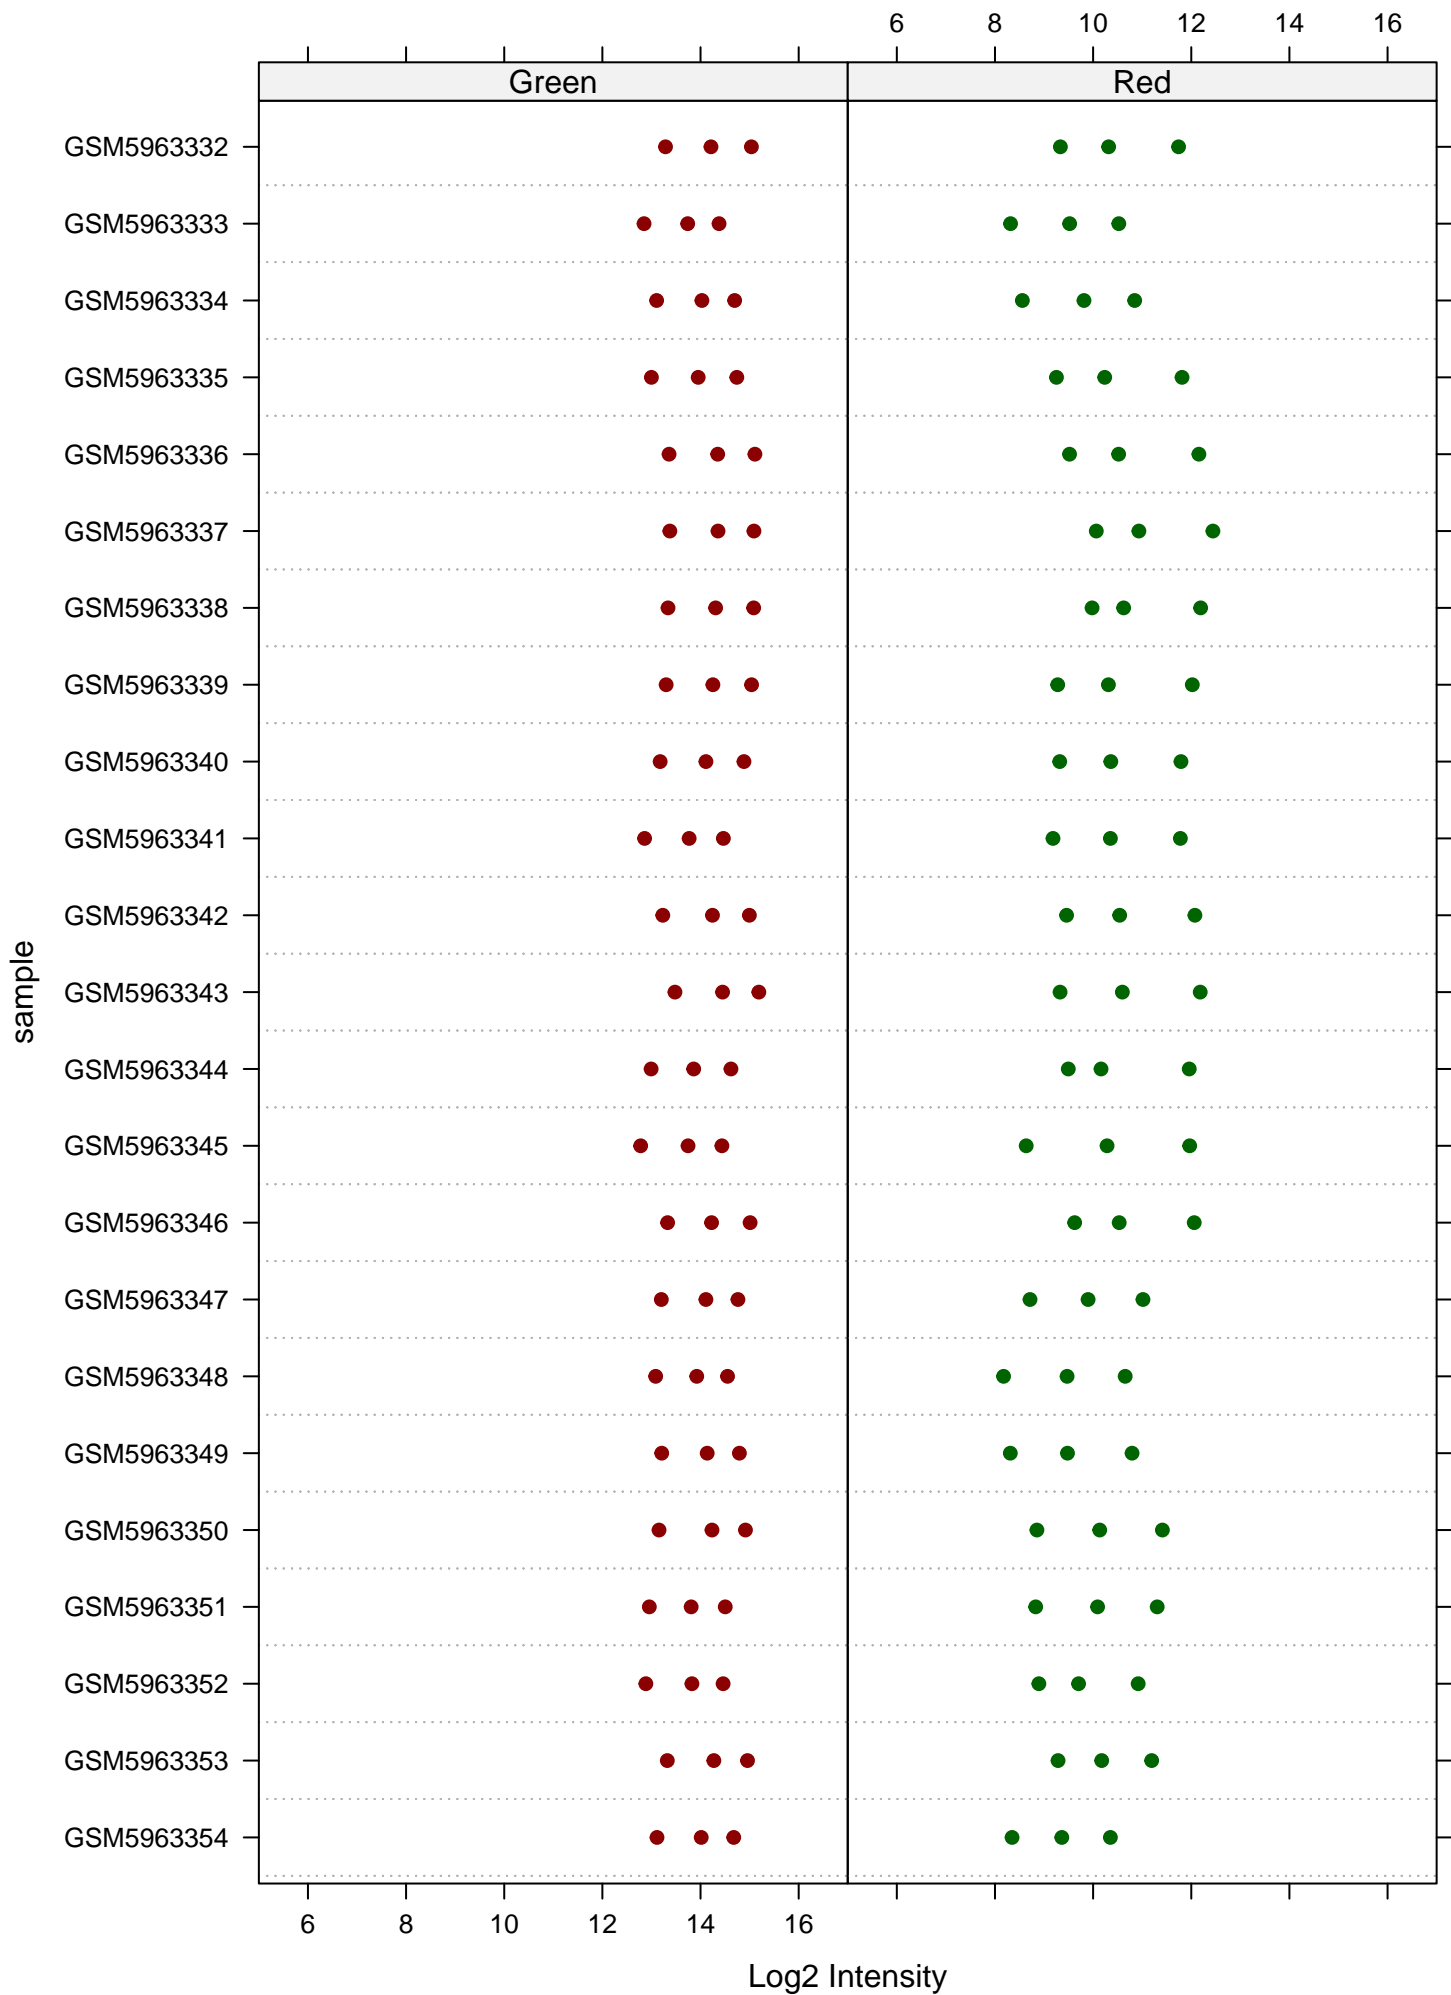 6 8 10 12 14 16
Green Red
GSM5963332
GSM5963333
GSM5963334
GSM5963335
GSM5963336
GSM5963337
GSM5963338
GSM5963339
GSM5963340
GSM5963341
GSM5963342
GSM5963343
GSM5963344
GSM5963345
GSM5963346
GSM5963347
GSM5963348
GSM5963349
GSM5963350
GSM5963351
GSM5963352
GSM5963353
GSM5963354
sample
6 8 10 12 14 16
Log2 Intensity